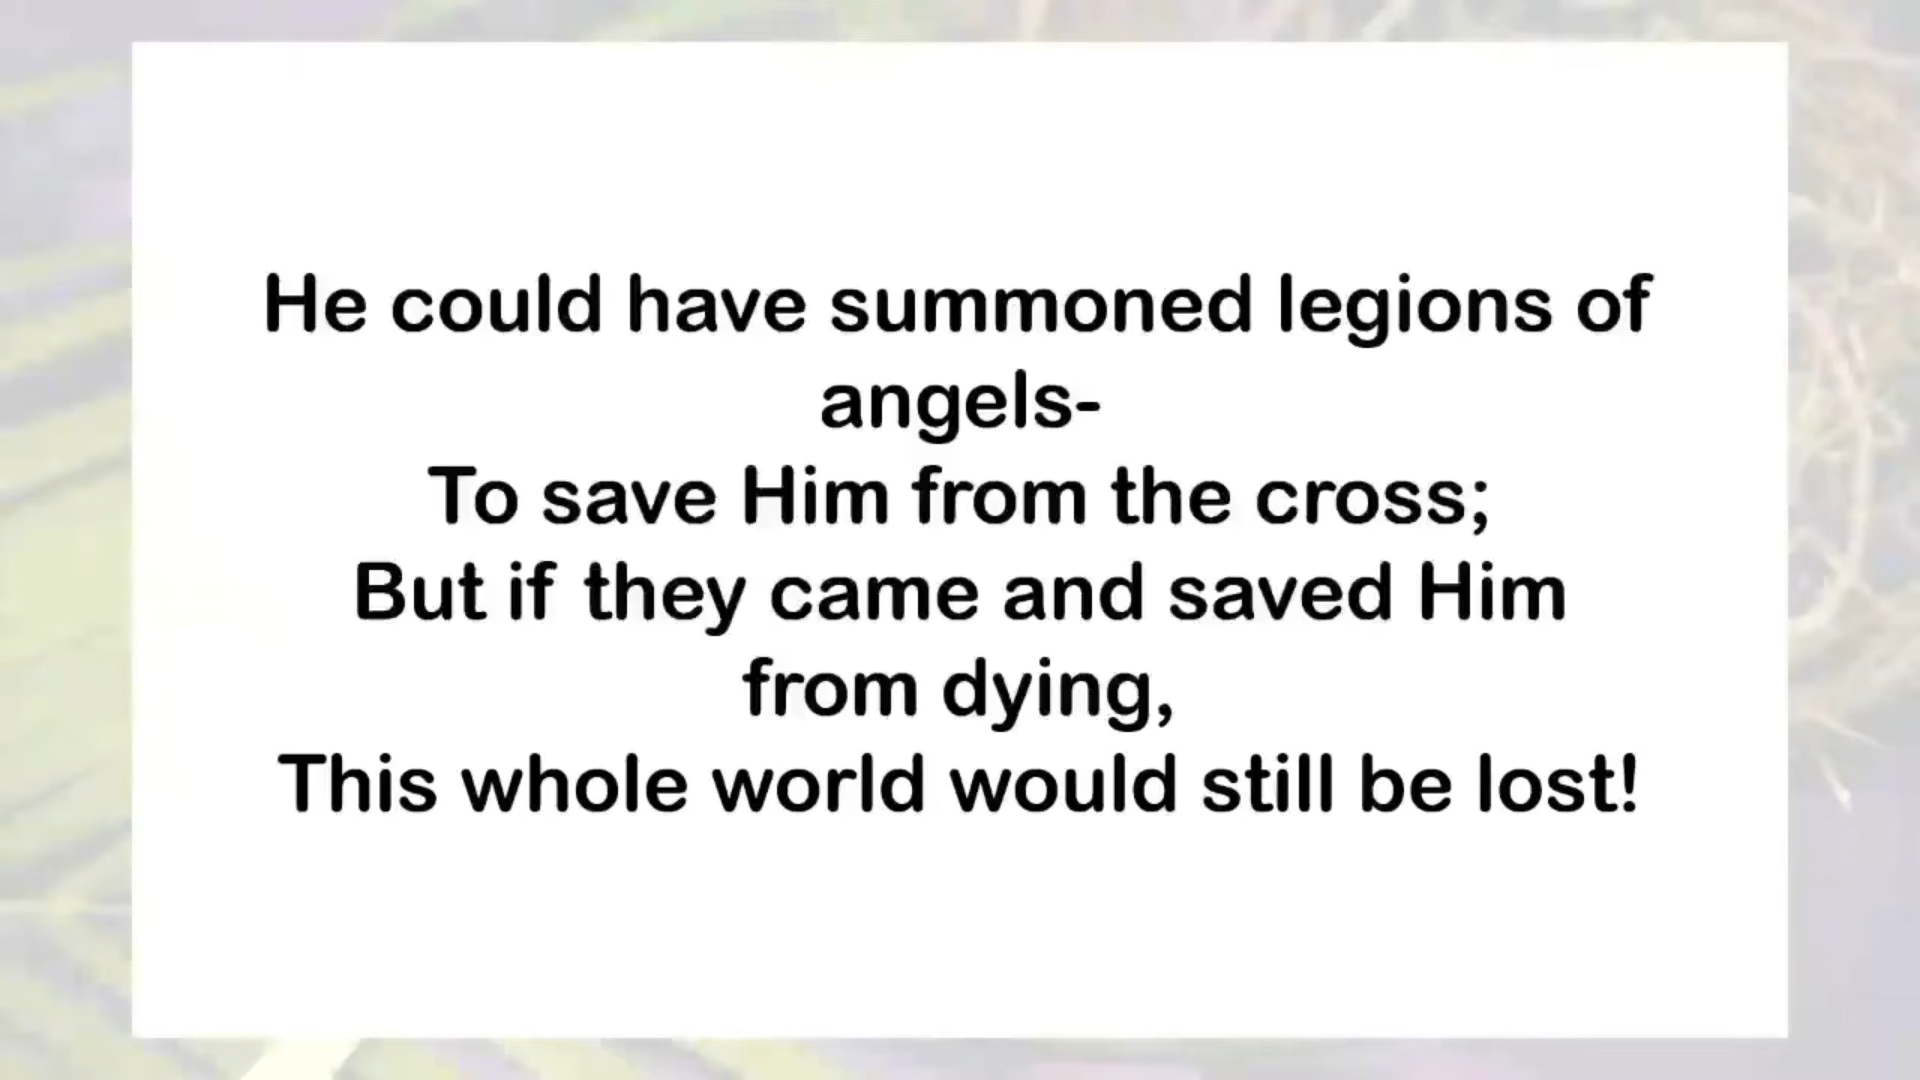 He could have summoned legions of
angels-
To save Him from the cross;
But if they came and saved Him
from dying,
This whole world would still be lost!